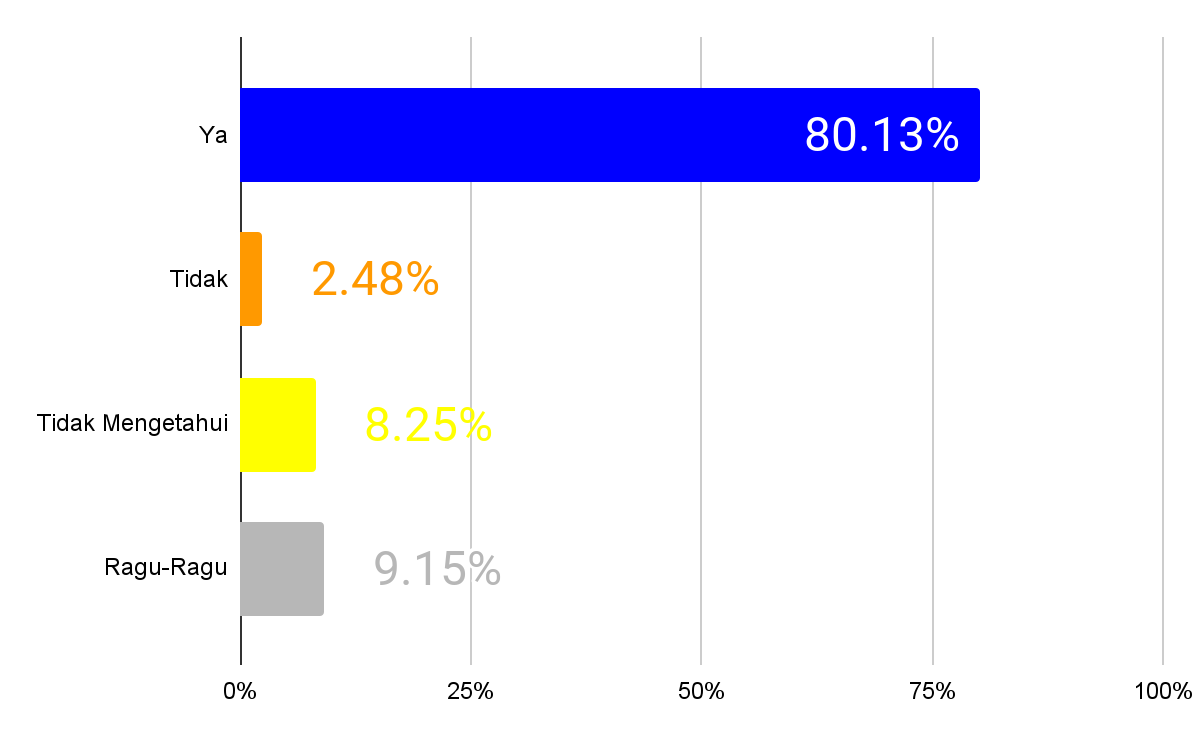 Ya
80.13%
Tidak
2.48%
Tidak Mengetahui
8.25%
Ragu-Ragu
9.15%
0% 25% 50% 75% 100%